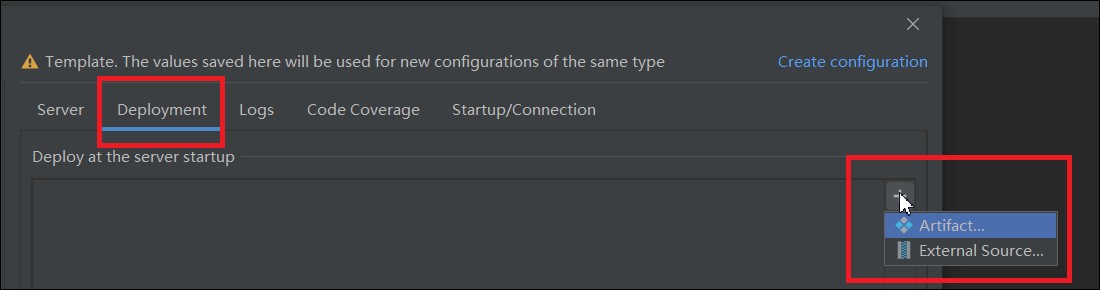 Template. The values saved here will be used for new configurations of the same type Create configuration
Server Deployment Logs Code Coverage Startup/Connection
Deploy at the server startup
Artifact...
External Source...